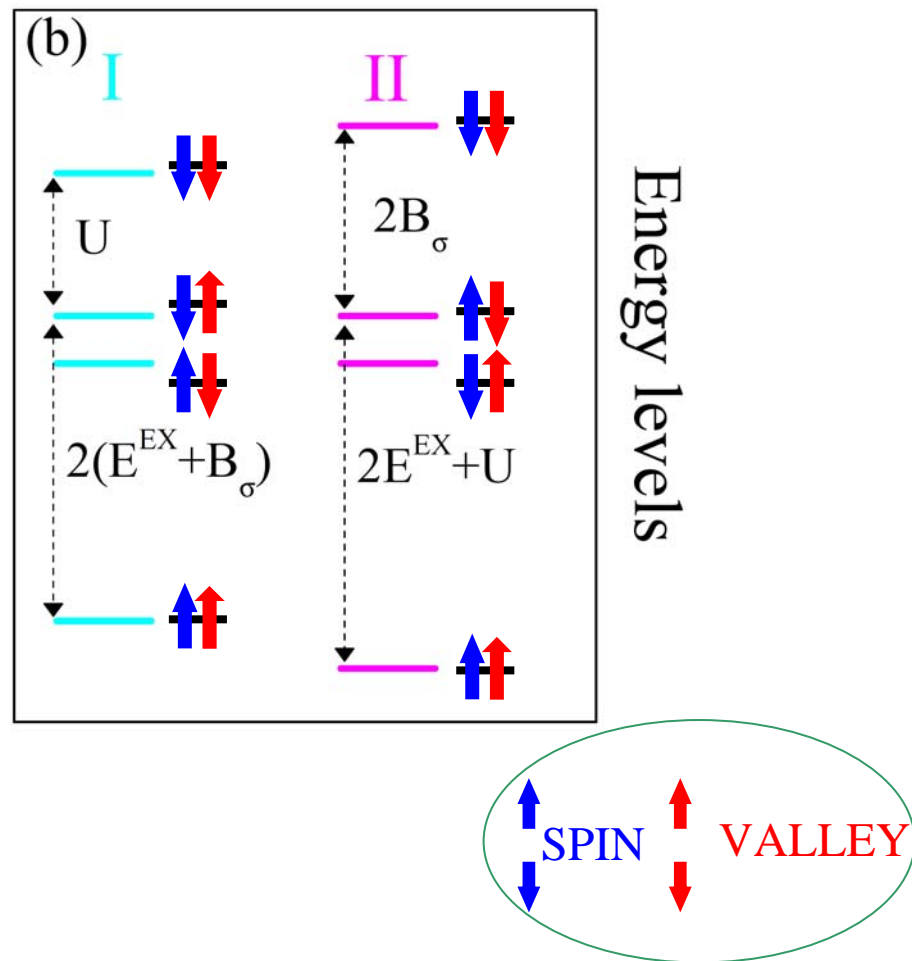 (b)
I
II
U
2B_σ
2(E^EX+B_σ)
2E^EX+U
Energy levels
SPIN
VALLEY